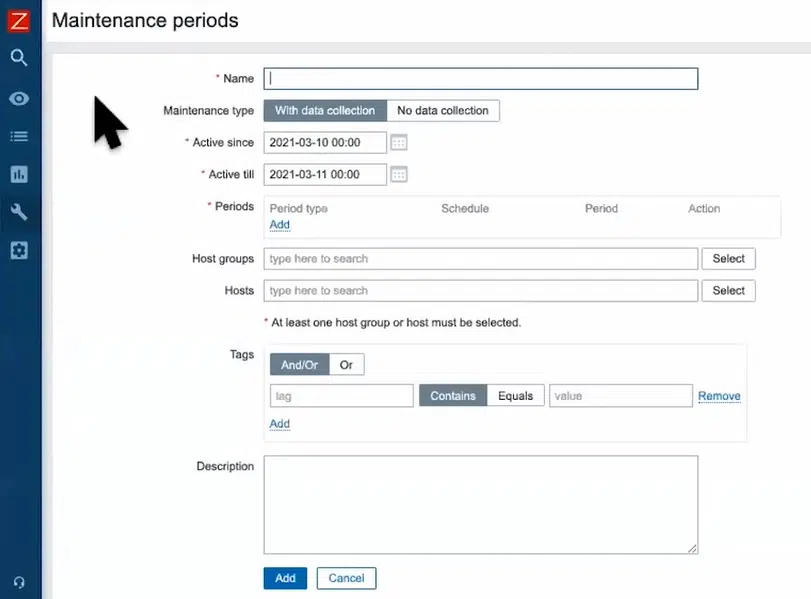 Z
Maintenance periods
* Name
Maintenance type With data collection No data collection
* Active since 2021-03-10 00:00
* Active till 2021-03-11 00:00
* Periods Period type Schedule Period Action
Add
Host groups type here to search Select
Hosts type here to search Select
* At least one host group or host must be selected.
Tags
And/Or Or
tag Contains Equals value Remove
Add
Description
Add Cancel